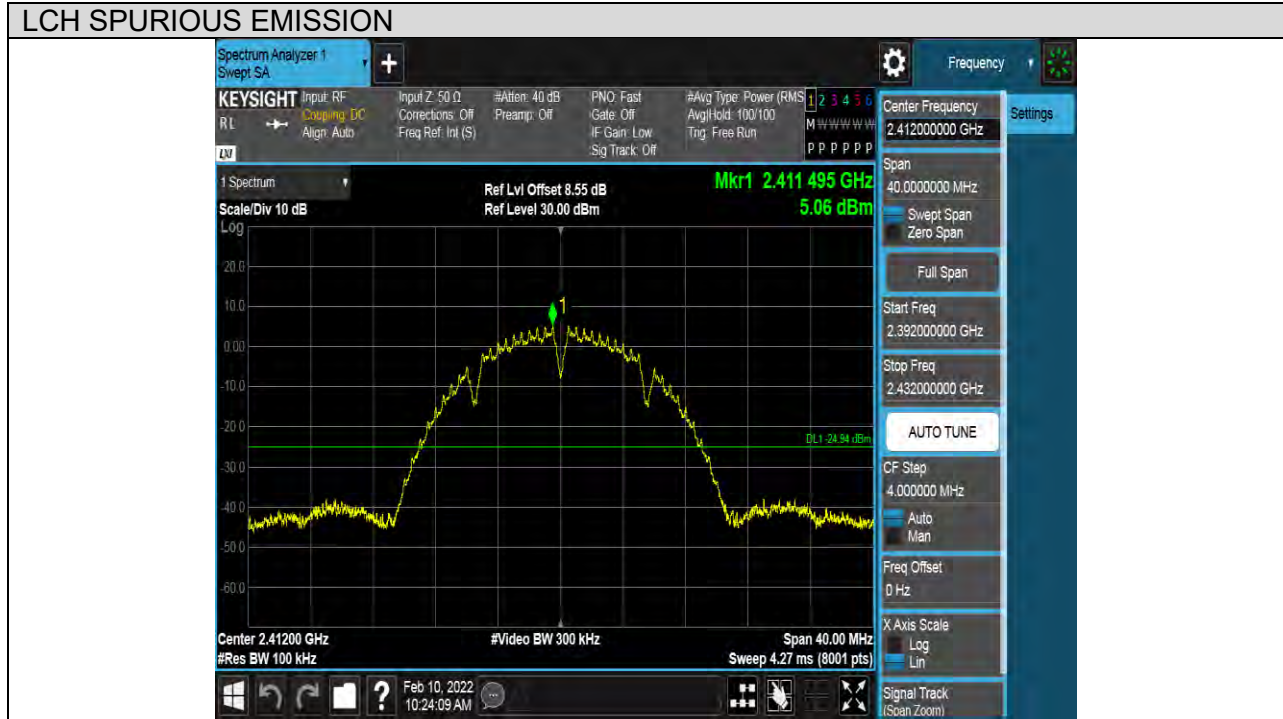 LCH SPURIOUS EMISSION
Spectrum Analyzer 1
Swept SA
+
Frequency
KEYSIGHT
RL
LXI
Input: RF
Coupling: DC
Align: Auto
Input Z: 50 Ω
Corrections: Off
Freq Ref: Int (S)
#Atten: 40 dB
Preamp: Off
PNO: Fast
Gate: Off
IF Gain: Low
Sig Track: Off
#Avg Type: Power (RMS
Avg|Hold: 100/100
Trig: Free Run
1 2 3 4 5 6
M W W W W W
P P P P P P
1 Spectrum
Scale/Div 10 dB
Log
Ref Lvl Offset 8.55 dB
Ref Level 30.00 dBm
Mkr1 2.411 495 GHz
5.06 dBm
20.0
10.0
0.00
-10.0
-20.0
-30.0
-40.0
-50.0
-60.0
1
DL1 -24.94 dBm
Center 2.41200 GHz
#Res BW 100 kHz
#Video BW 300 kHz
Span 40.00 MHz
Sweep 4.27 ms (8001 pts)
?
Feb 10, 2022
10:24:09 AM
Center Frequency
2.412000000 GHz
Settings
Span
40.0000000 MHz
Swept Span
Zero Span
Full Span
Start Freq
2.392000000 GHz
Stop Freq
2.432000000 GHz
AUTO TUNE
CF Step
4.000000 MHz
Auto
Man
Freq Offset
0 Hz
X Axis Scale
Log
Lin
Signal Track
(Span Zoom)